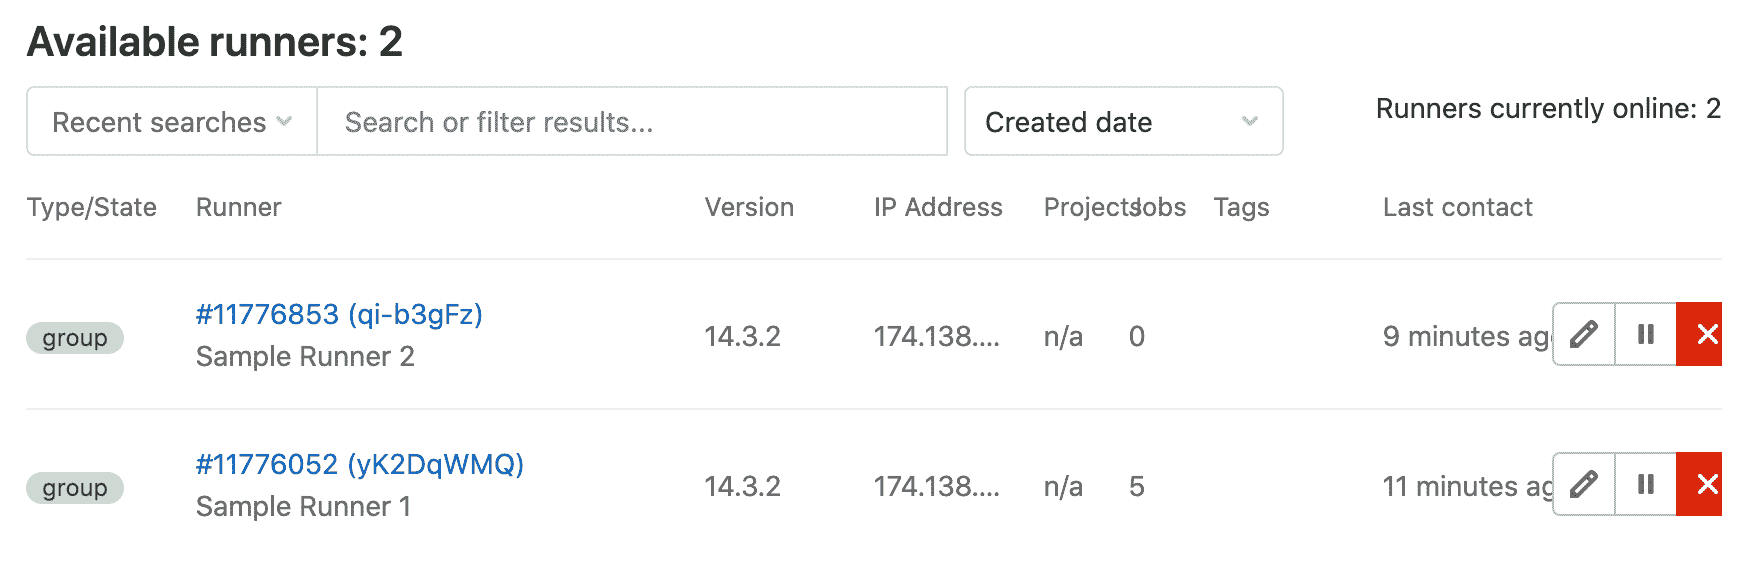 Available runners: 2
Recent searches Search or filter results... Created date Runners currently online: 2
Type/State Runner Version IP Address Projects Jobs Tags Last contact
#11776853 (qi-b3gFz)
group 14.3.2 174.138.... n/a 0 9 minutes ago
Sample Runner 2
#11776052 (yK2DqWMQ)
group 14.3.2 174.138.... n/a 5 11 minutes ag
Sample Runner 1